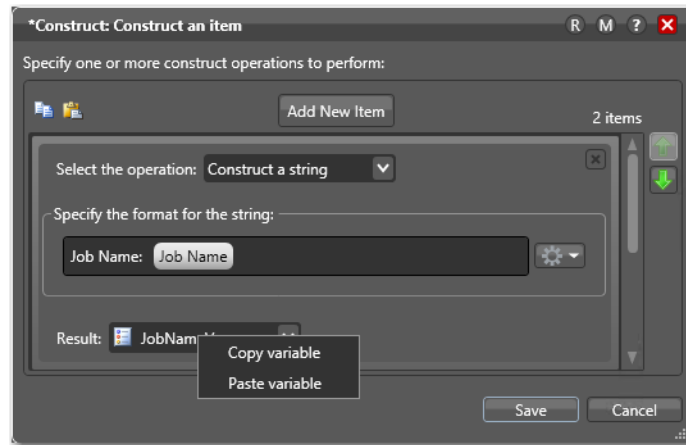 *Construct: Construct an item R M ? X
Specify one or more construct operations to perform:
Add New Item 2 items
Select the operation: Construct a string
Specify the format for the string:
Job Name: Job Name
Result:
Copy variable
Paste variable
Save Cancel